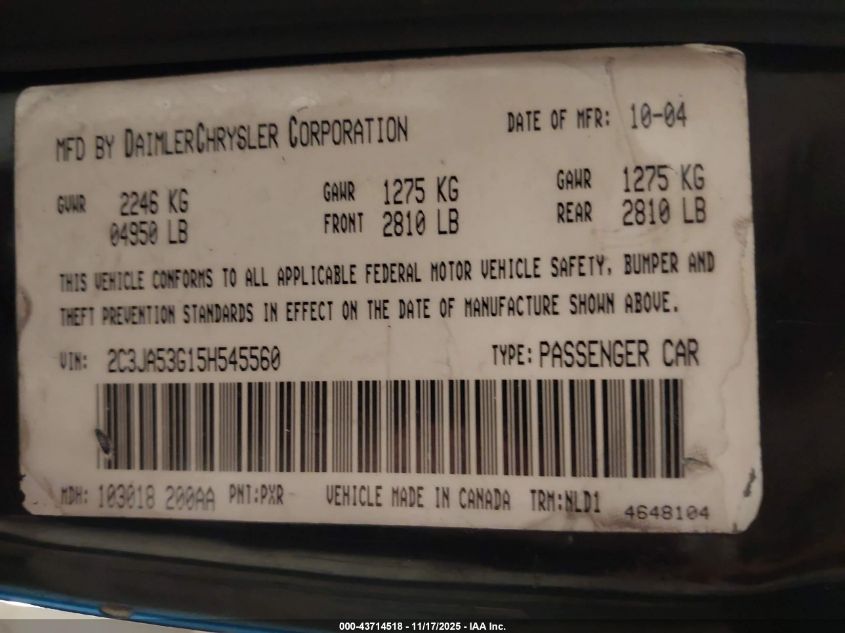 MFD BY DAIMLERCHRYSLER CORPORATION DATE OF MFR: 10-04
GVWR 2246 KG GAWR 1275 KG GAWR 1275 KG
04950 LB FRONT 2810 LB REAR 2810 LB
THIS VEHICLE CONFORMS TO ALL APPLICABLE FEDERAL MOTOR VEHICLE SAFETY, BUMPER AND
THEFT PREVENTION STANDARDS IN EFFECT ON THE DATE OF MANUFACTURE SHOWN ABOVE.
VIN: 2C3JA53G15H545560 TYPE: PASSENGER CAR
MDH: 103018 200AA PNT:PXR VEHICLE MADE IN CANADA TRM:NLD1 4648104
000-43714518 - 11/17/2025 - IAA Inc.